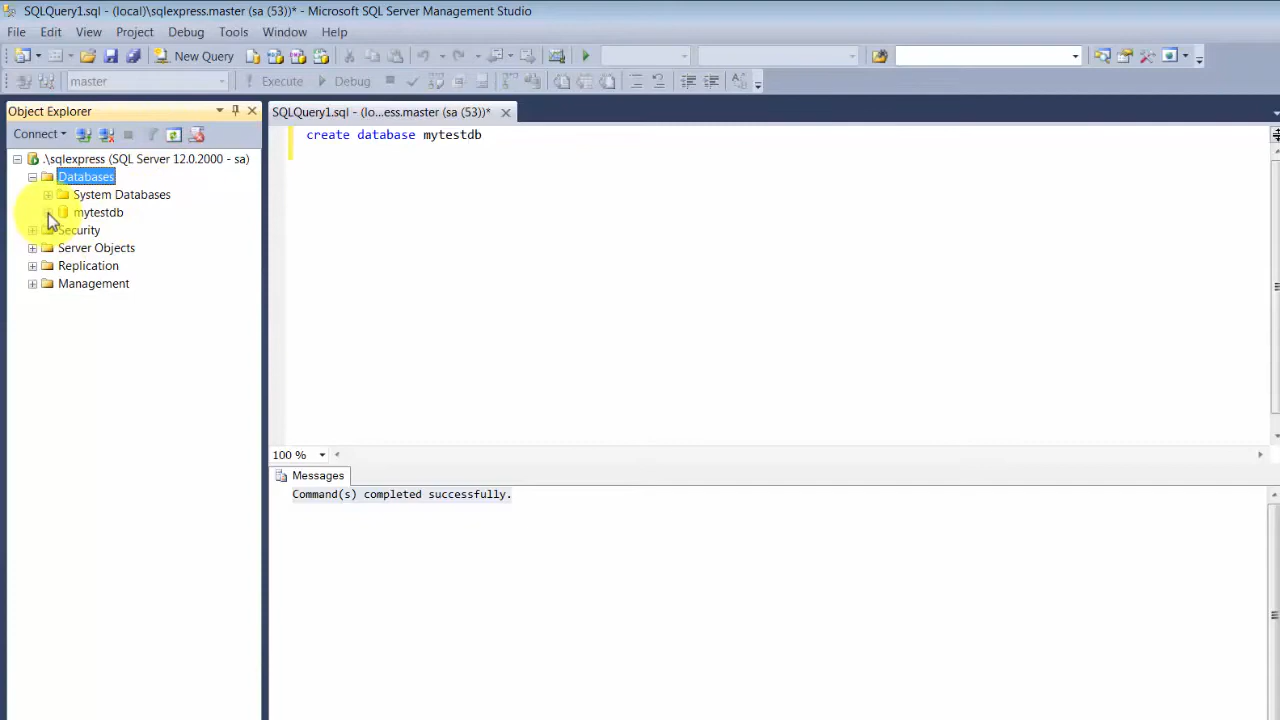 SQLQuery1.sql - (local)\sqlexpress.master (sa (53))* - Microsoft SQL Server Management Studio
File Edit View Project Debug Tools Window Help
New Query
master Execute Debug
Object Explorer
SQLQuery1.sql - (lo...ess.master (sa (53))*
Connect
create database mytestdb
.\sqlexpress (SQL Server 12.0.2000 - sa)
Databases
System Databases
mytestdb
Security
Server Objects
Replication
Management
100 %
Messages
Command(s) completed successfully.